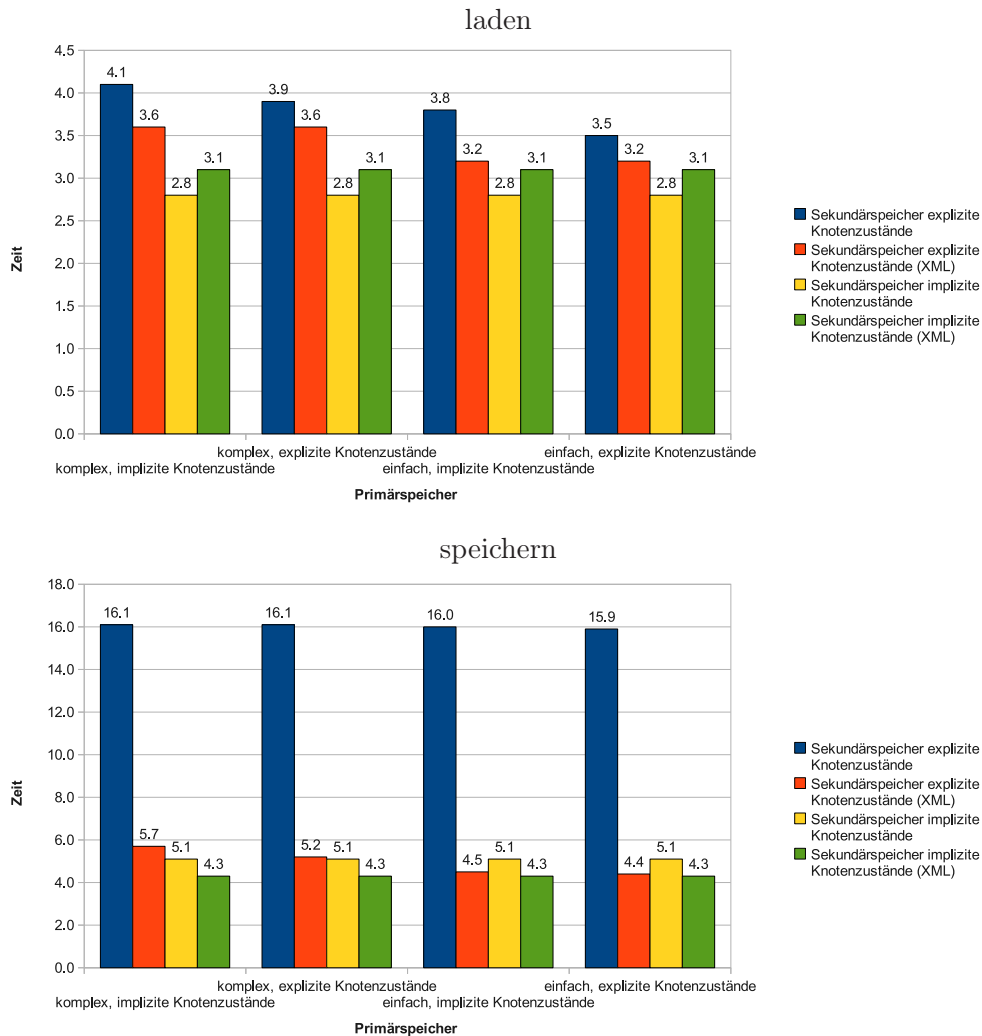 laden
4.5
4.0
3.5
3.0
2.5
2.0
1.5
1.0
0.5
0.0
Zeit
4.1
3.6
2.8
3.1
3.9
3.6
2.8
3.1
3.8
3.2
2.8
3.1
3.5
3.2
2.8
3.1
komplex, implizite Knotenzustände
komplex, explizite Knotenzustände
einfach, implizite Knotenzustände
einfach, explizite Knotenzustände
Primärspeicher
Sekundärspeicher explizite
Knotenzustände
Sekundärspeicher explizite
Knotenzustände (XML)
Sekundärspeicher implizite
Knotenzustände
Sekundärspeicher implizite
Knotenzustände (XML)
speichern
18.0
16.0
14.0
12.0
10.0
8.0
6.0
4.0
2.0
0.0
Zeit
16.1
5.7
5.1
4.3
16.1
5.2
5.1
4.3
16.0
4.5
5.1
4.3
15.9
4.4
5.1
4.3
komplex, implizite Knotenzustände
komplex, explizite Knotenzustände
einfach, implizite Knotenzustände
einfach, explizite Knotenzustände
Primärspeicher
Sekundärspeicher explizite
Knotenzustände
Sekundärspeicher explizite
Knotenzustände (XML)
Sekundärspeicher implizite
Knotenzustände
Sekundärspeicher implizite
Knotenzustände (XML)